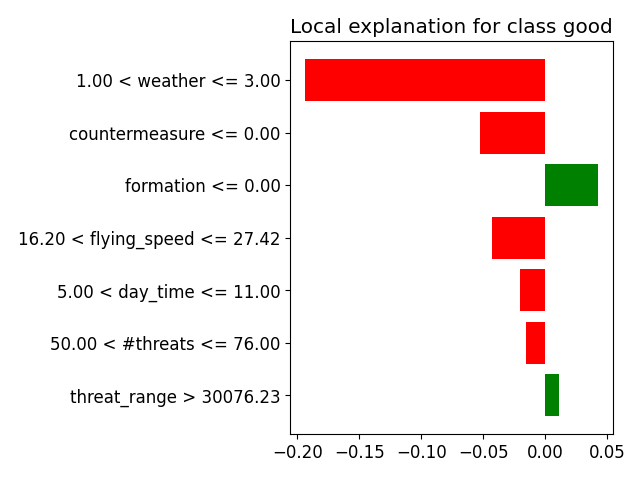 Local explanation for class good
1.00 < weather <= 3.00
countermeasure <= 0.00
formation <= 0.00
16.20 < flying_speed <= 27.42
5.00 < day_time <= 11.00
50.00 < #threats <= 76.00
threat_range > 30076.23
−0.20 −0.15 −0.10 −0.05 0.00 0.05